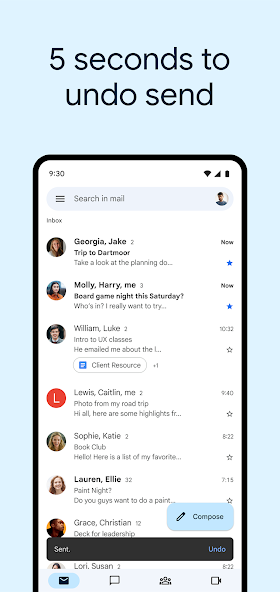 5 seconds to
undo send
9:30
Search in mail
Inbox
Georgia, Jake 2 Now
Trip to Dartmoor
Take a look at the planning do...
Molly, Harry, me 3 Now
Board game night this Saturday?
Who's in? I really want to try...
William, Luke 2 10:32
Intro to UX classes
He emailed me about the l...
Client Resource +1
L
Lewis, Caitlin, me 3 9:40
Photo from my road trip
Hi all, here are some highlights fr...
Sophie, Katie 2 8:22
Book Club
Hello! Here is a list of my favorite...
Lauren, Ellie 32 7:15
Paint Night?
Do you guys want to do a paint...
Compose
Grace, Christian 12
Deck for leadership
Sent. Undo
Lori, Susan 2 8:22